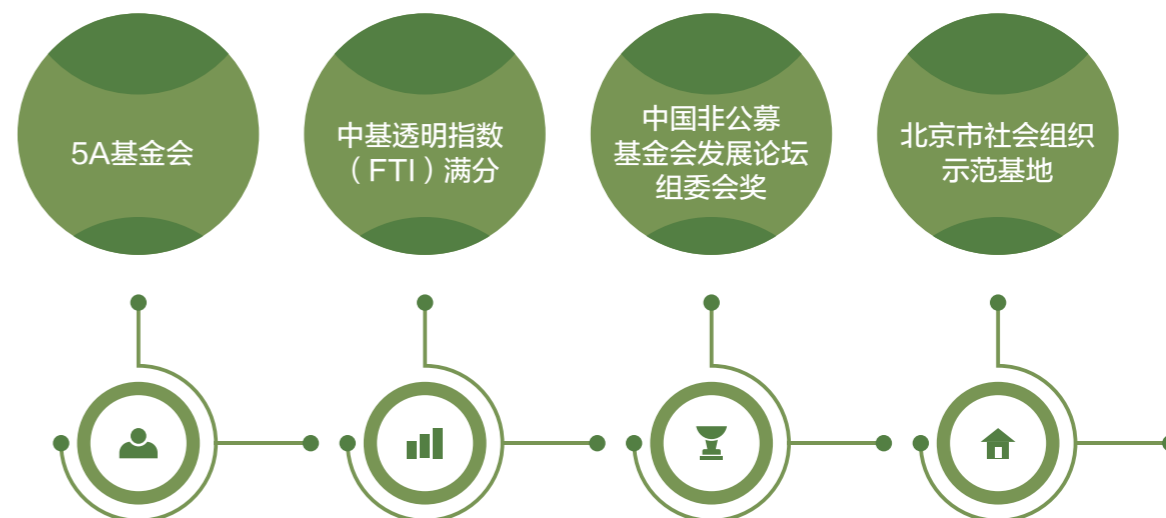 5A基金会
中基透明指数
（FTI）满分
中国非公募
基金会发展论坛
组委会奖
北京市社会组织
示范基地